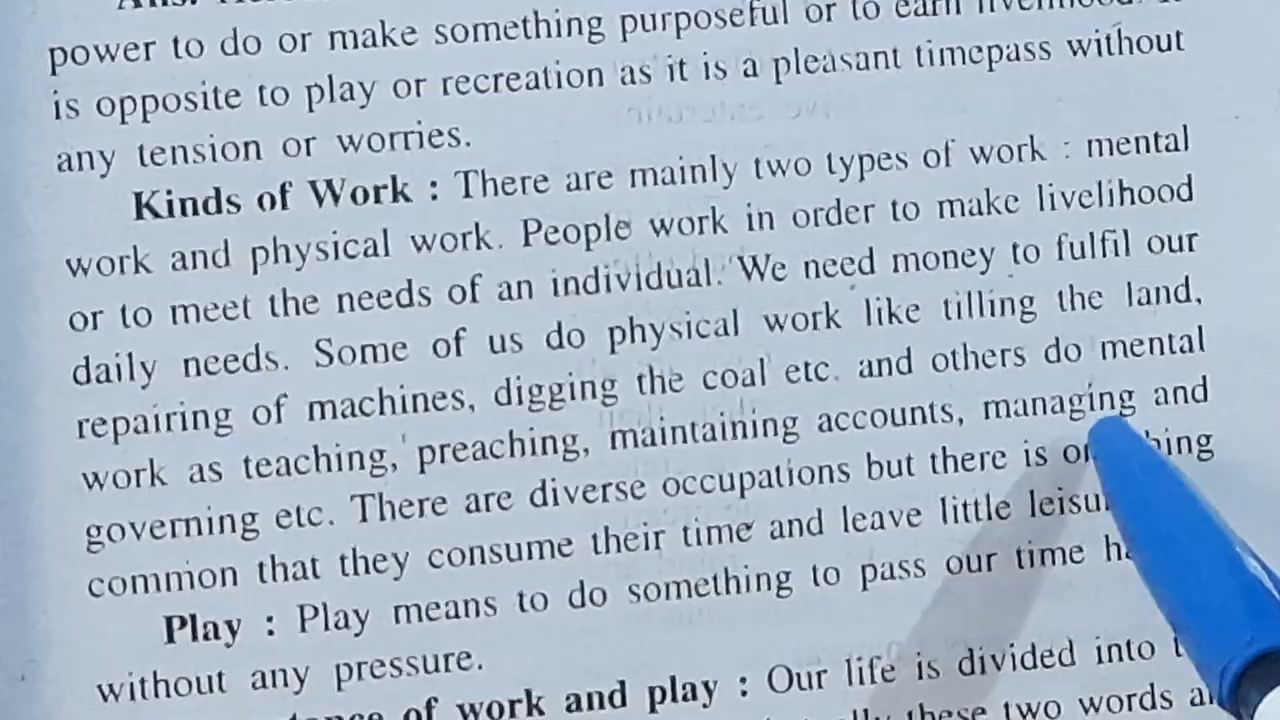 power to do or make something purposeful or to earn
is opposite to play or recreation as it is a pleasant timepass without
any tension or worries.
Kinds of Work : There are mainly two types of work : mental
work and physical work. People work in order to make livelihood
or to meet the needs of an individual. We need money to fulfil our
daily needs. Some of us do physical work like tilling the land,
repairing of machines, digging the coal etc. and others do mental
work as teaching, preaching, maintaining accounts, managing and
governing etc. There are diverse occupations but there is
common that they consume their time and leave little
Play : Play means to do something to pass our time
without any pressure.
of work and play : Our life is divided into
these two words